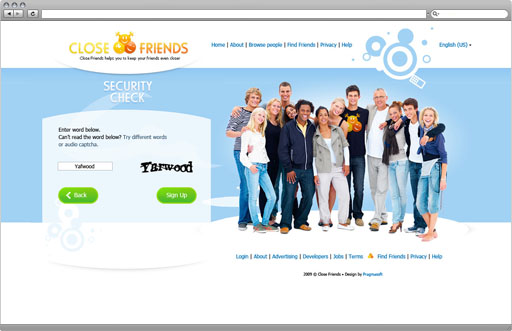 CLOSE FRIENDS
Close Friends helps you to keep your friends even closer
Home | About | Browse people | Find Friends | Privacy | Help
English (US)
SECURITY
CHECK
Enter word below.
Can't read the word below? Try different words
or audio captcha.
Yafwood
Yafwood
Back
Sign Up
Login | About | Advertising | Developers | Jobs | Terms Find Friends | Privacy | Help
2009 © Close Friends • Design by Pragmasoft